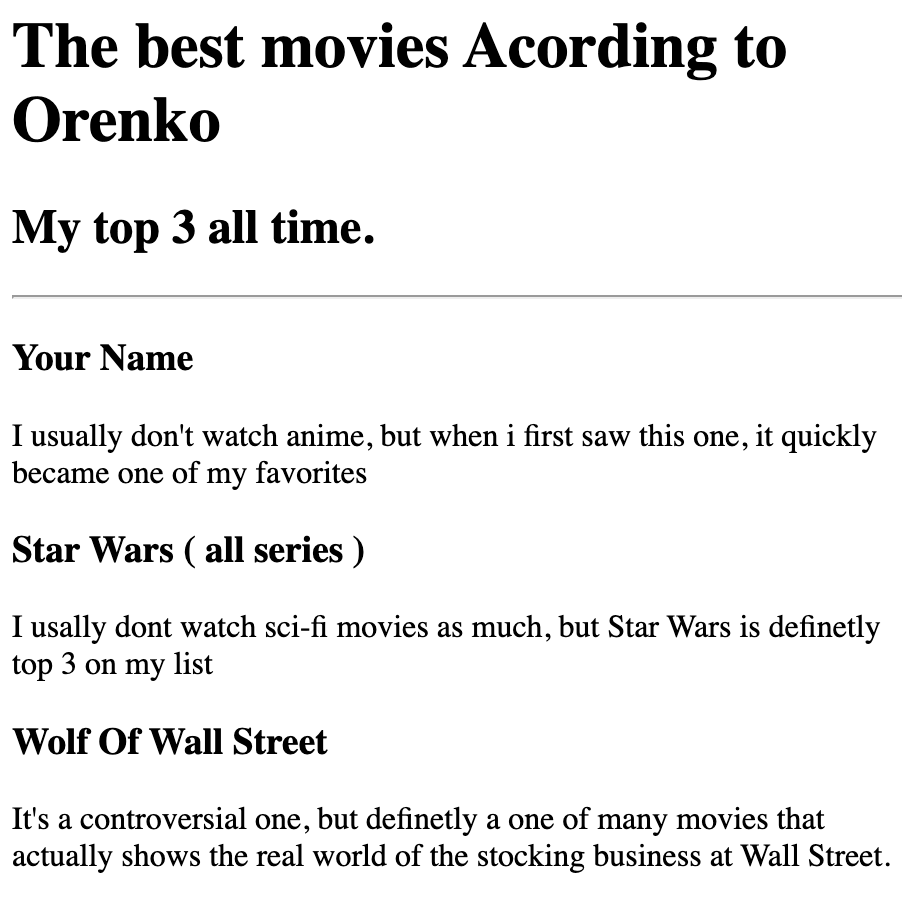 The best movies Acording to
Orenko
My top 3 all time.
Your Name
I usually don't watch anime, but when i first saw this one, it quickly
became one of my favorites
Star Wars ( all series )
I usally dont watch sci-fi movies as much, but Star Wars is definetly
top 3 on my list
Wolf Of Wall Street
It's a controversial one, but definetly a one of many movies that
actually shows the real world of the stocking business at Wall Street.